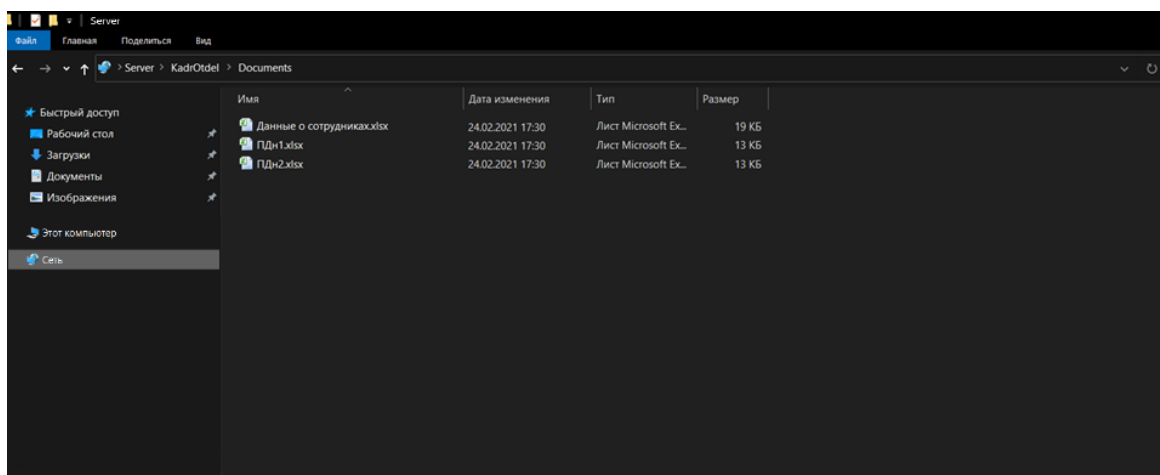 Server
Файл Главная Поделиться Вид
Server KadrOtdel Documents
Имя Дата изменения Тип Размер
Быстрый доступ
Рабочий стол
Загрузки
Документы
Изображения
Этот компьютер
Сеть
Данные о сотрудниках.xlsx 24.02.2021 17:30 Лист Microsoft Ex... 19 КБ
ПДн1.xlsx 24.02.2021 17:30 Лист Microsoft Ex... 13 КБ
ПДн2.xlsx 24.02.2021 17:30 Лист Microsoft Ex... 13 КБ